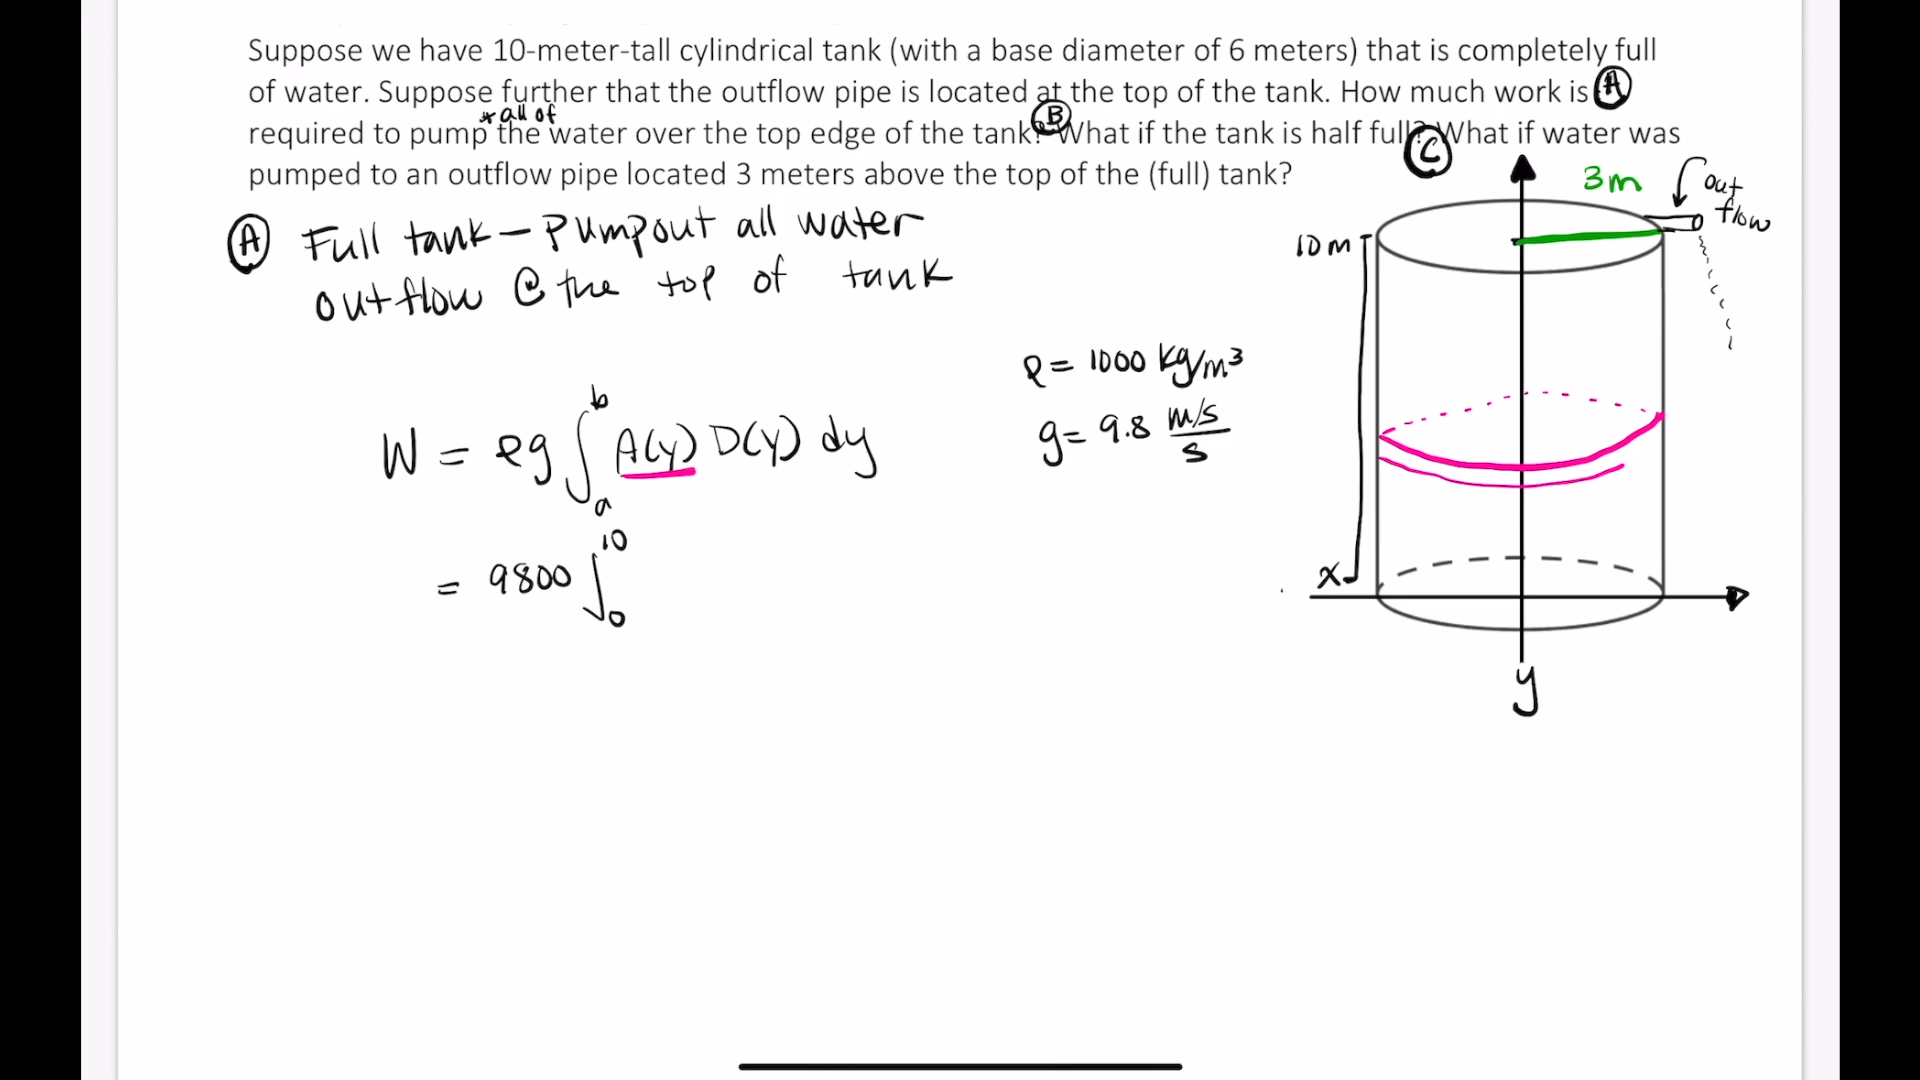 Suppose we have 10-meter-tall cylindrical tank (with a base diameter of 6 meters) that is completely full
of water. Suppose further that the outflow pipe is located at the top of the tank. How much work is Ⓐ
* all of Ⓑ
required to pump the water over the top edge of the tank? What if the tank is half full? What if water was
Ⓒ
pumped to an outflow pipe located 3 meters above the top of the (full) tank?
Ⓐ Full tank – Pump out all water
outflow @ the top of tank
3m
out
flow
10m
ρ = 1000 kg/m³
g = 9.8 m/s/s
W = ρg ∫ₐᵇ A(y) D(y) dy
= 9800 ∫₀¹⁰
x
y